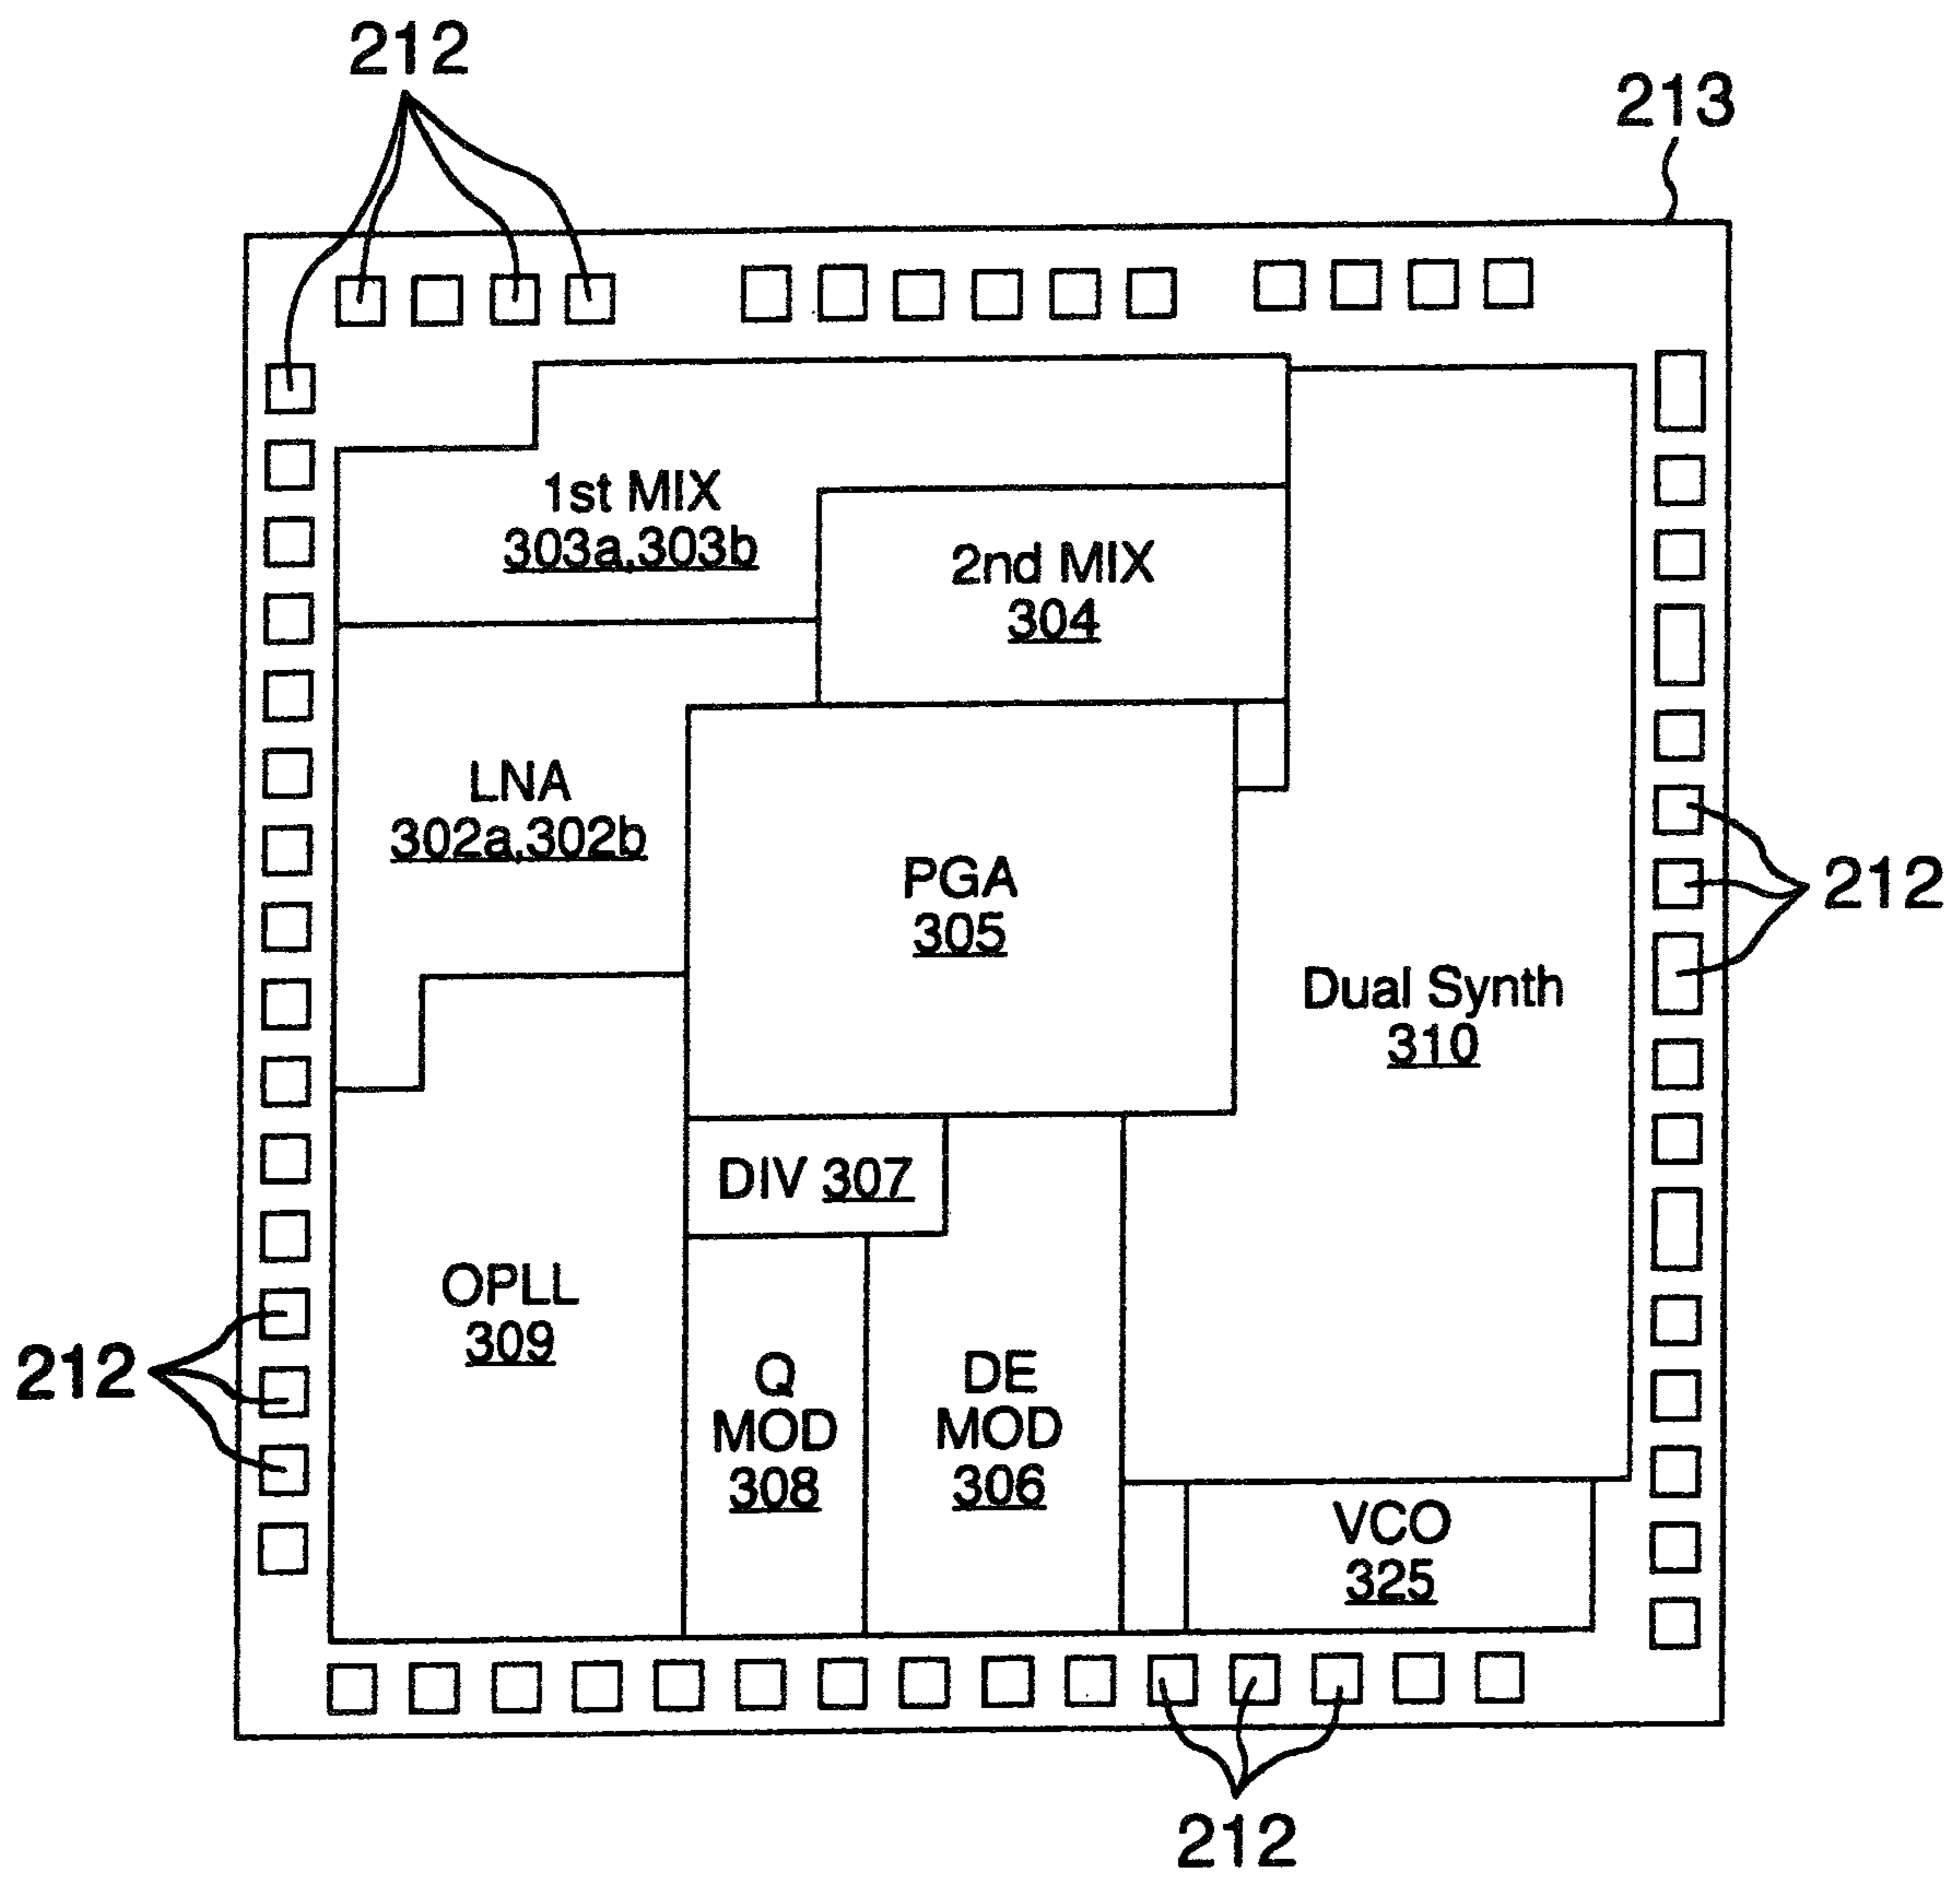 212
213
1st MIX
303a,303b
2nd MIX
304
LNA
302a,302b
PGA
305
212
Dual Synth
310
DIV 307
OPLL
309
212
Q
MOD
308
DE
MOD
306
VCO
325
212